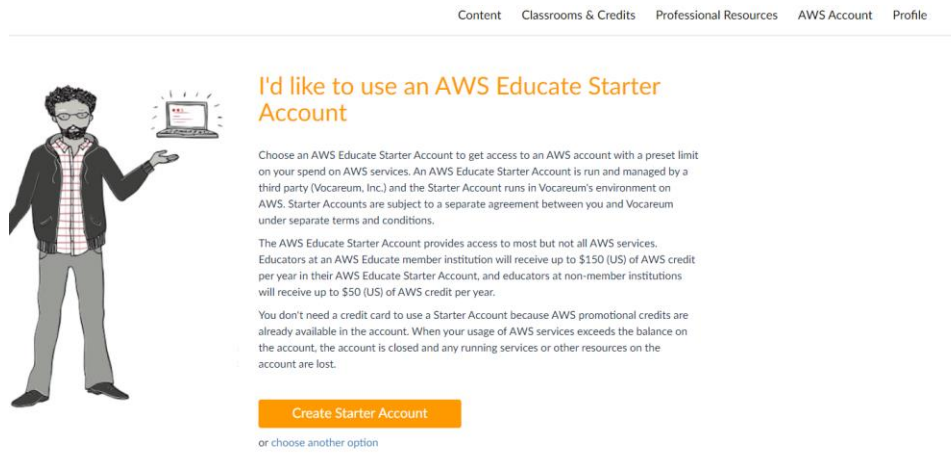 Content Classrooms & Credits Professional Resources AWS Account Profile
I'd like to use an AWS Educate Starter
Account
Choose an AWS Educate Starter Account to get access to an AWS account with a preset limit
on your spend on AWS services. An AWS Educate Starter Account is run and managed by a
third party (Vocareum, Inc.) and the Starter Account runs in Vocareum's environment on
AWS. Starter Accounts are subject to a separate agreement between you and Vocareum
under separate terms and conditions.
The AWS Educate Starter Account provides access to most but not all AWS services.
Educators at an AWS Educate member institution will receive up to $150 (US) of AWS credit
per year in their AWS Educate Starter Account, and educators at non-member institutions
will receive up to $50 (US) of AWS credit per year.
You don't need a credit card to use a Starter Account because AWS promotional credits are
already available in the account. When your usage of AWS services exceeds the balance on
the account, the account is closed and any running services or other resources on the
account are lost.
Create Starter Account
or choose another option